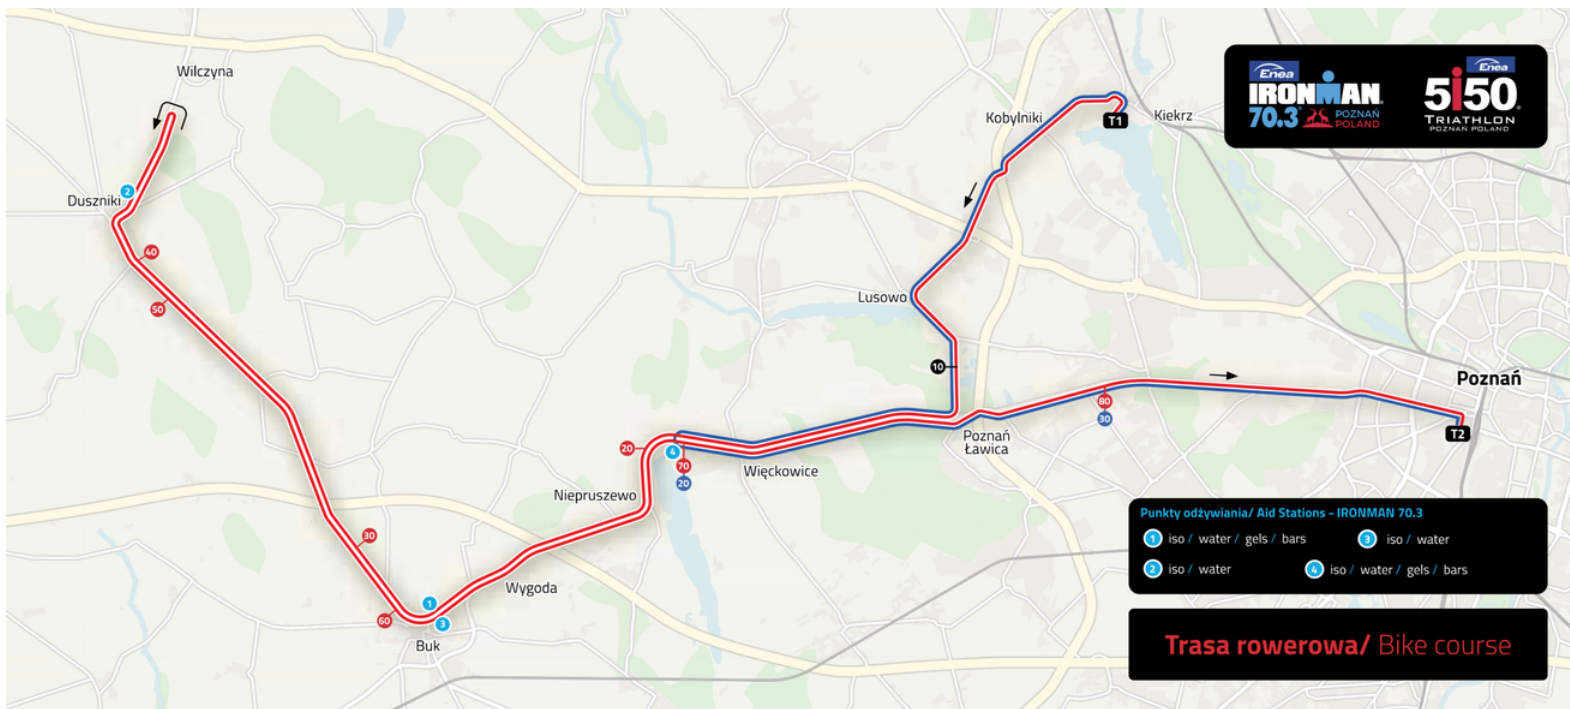 Wilczyna
Duszniki
2
40
50
30
60
1
3
Buk
Wygoda
Niepruszewo
20
4
70
20
Więckowice
Kobylniki
T1
Kiekrz
Lusowo
10
Poznań
Ławica
80
30
Poznań
T2
Enea
IRONMAN
70.3
POZNAŃ
POLAND
Enea
5i50
TRIATHLON
POZNAŃ POLAND
Punkty odżywiania/ Aid Stations - IRONMAN 70.3
1 iso / water / gels / bars
3 iso / water
2 iso / water
4 iso / water / gels / bars
Trasa rowerowa/ Bike course